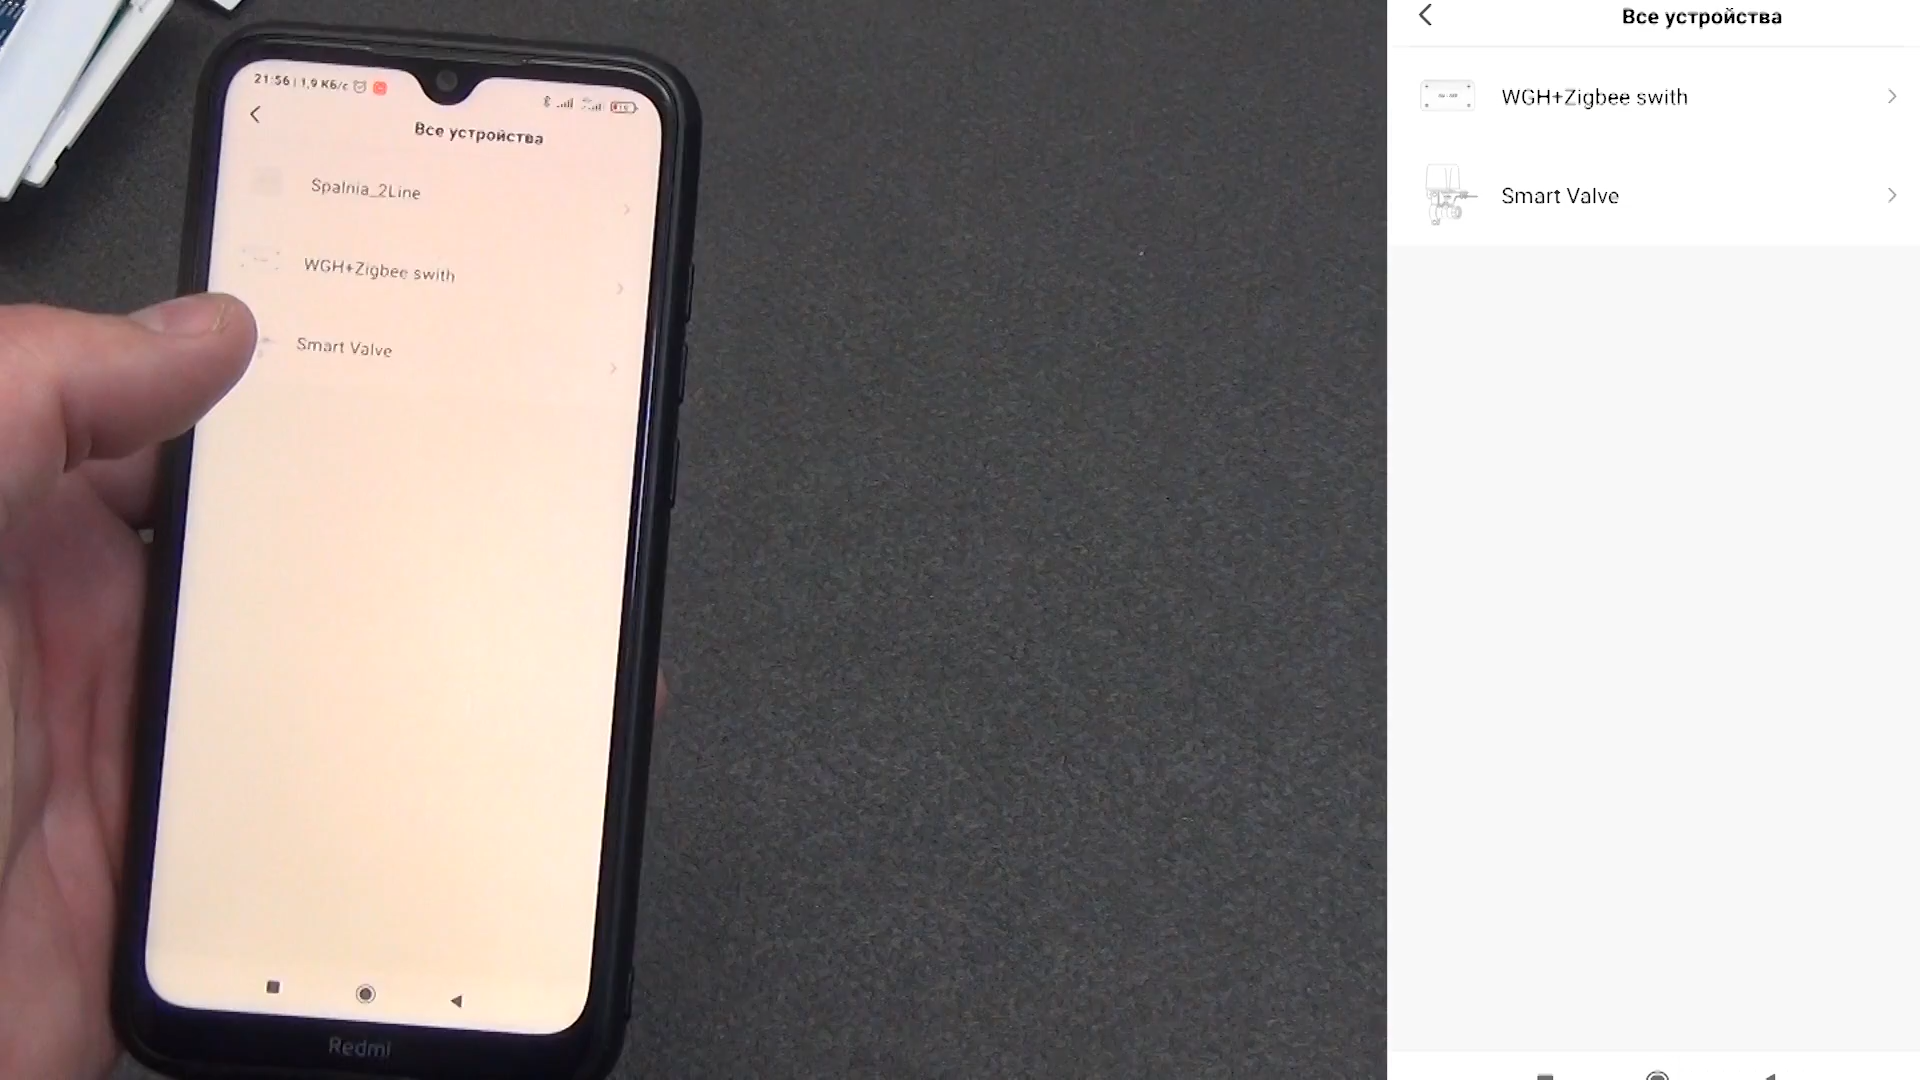 21:56 | 1,9 КБ/с
Все устройства
Spalnia_2Line
WGH+Zigbee swith
Smart Valve
Redmi
Все устройства
WGH+Zigbee swith
Smart Valve